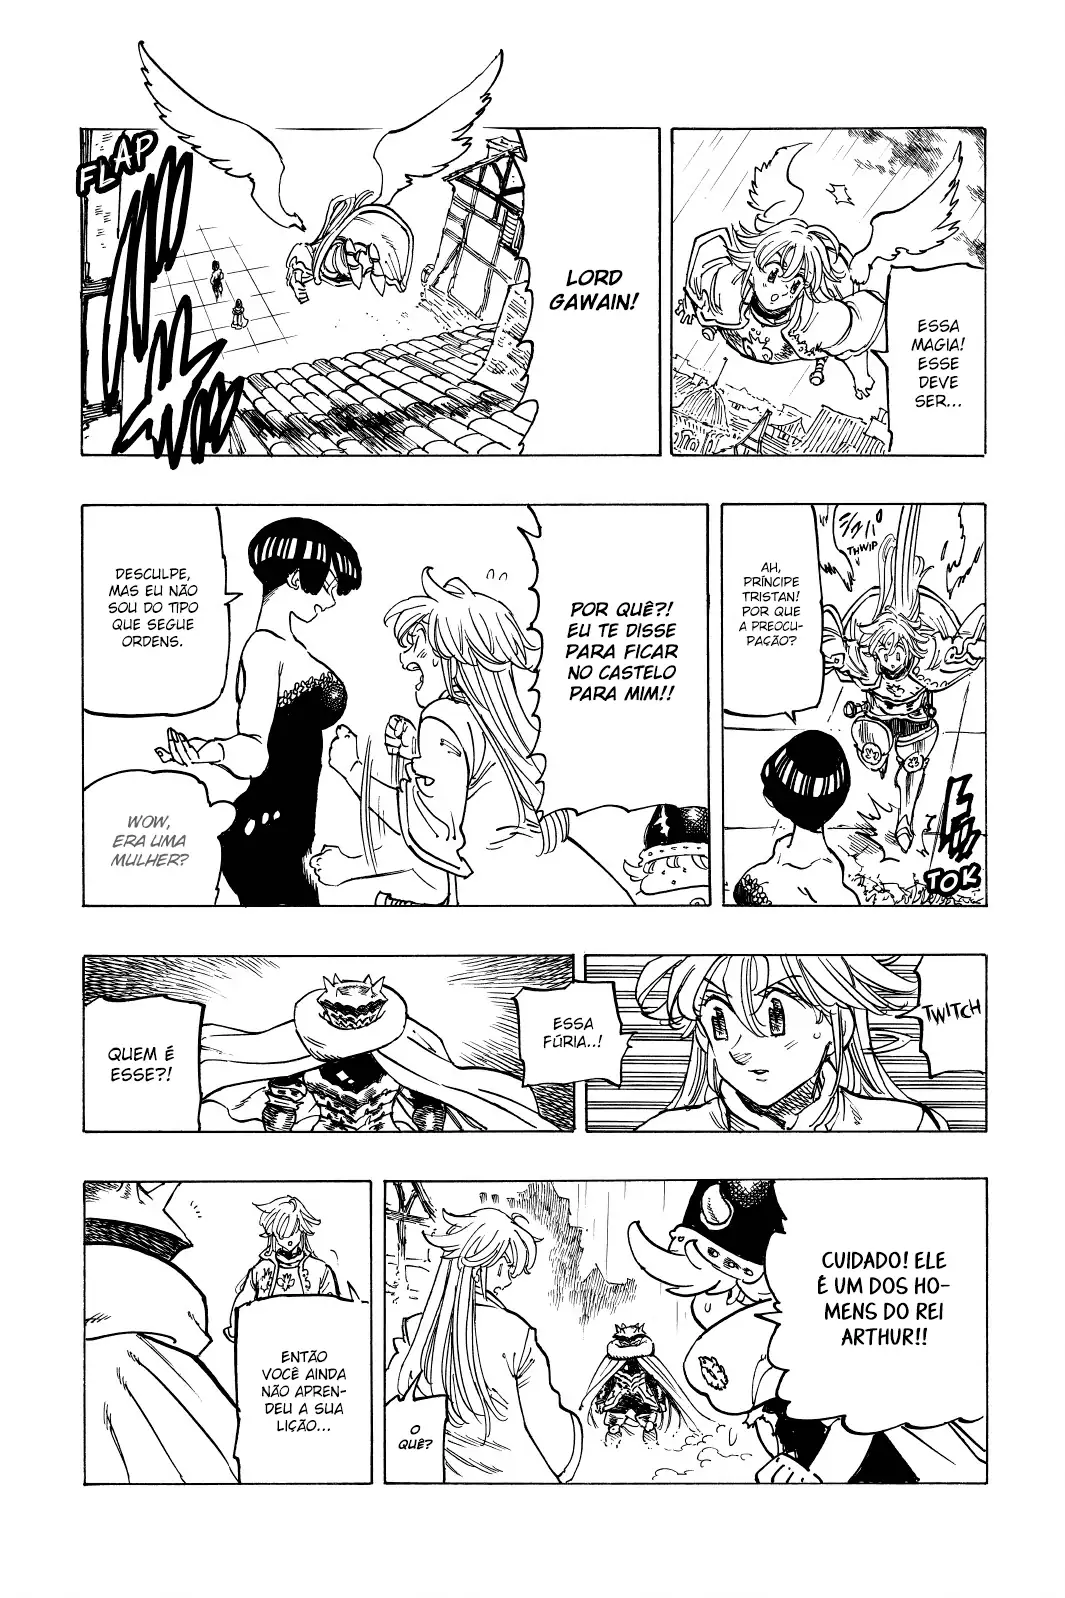 ESSA
MAGIA!
ESSE
DEVE
SER...
LORD
GAWAIN!
FLAP
THWIP
AH,
PRÍNCIPE
TRISTAN!
POR QUE
A PREOCU-
PAÇÃO?
TOK
POR QUÊ?!
EU TE DISSE
PARA FICAR
NO CASTELO
PARA MIM!!
DESCULPE,
MAS EU NÃO
SOU DO TIPO
QUE SEGUE
ORDENS.
WOW,
ERA UMA
MULHER?
TWITCH
ESSA
FÚRIA..!
QUEM É
ESSE?!
CUIDADO! ELE
É UM DOS HO-
MENS DO REI
ARTHUR!!
O
QUÊ?
ENTÃO
VOCÊ AINDA
NÃO APREN-
DEU A SUA
LIÇÃO...